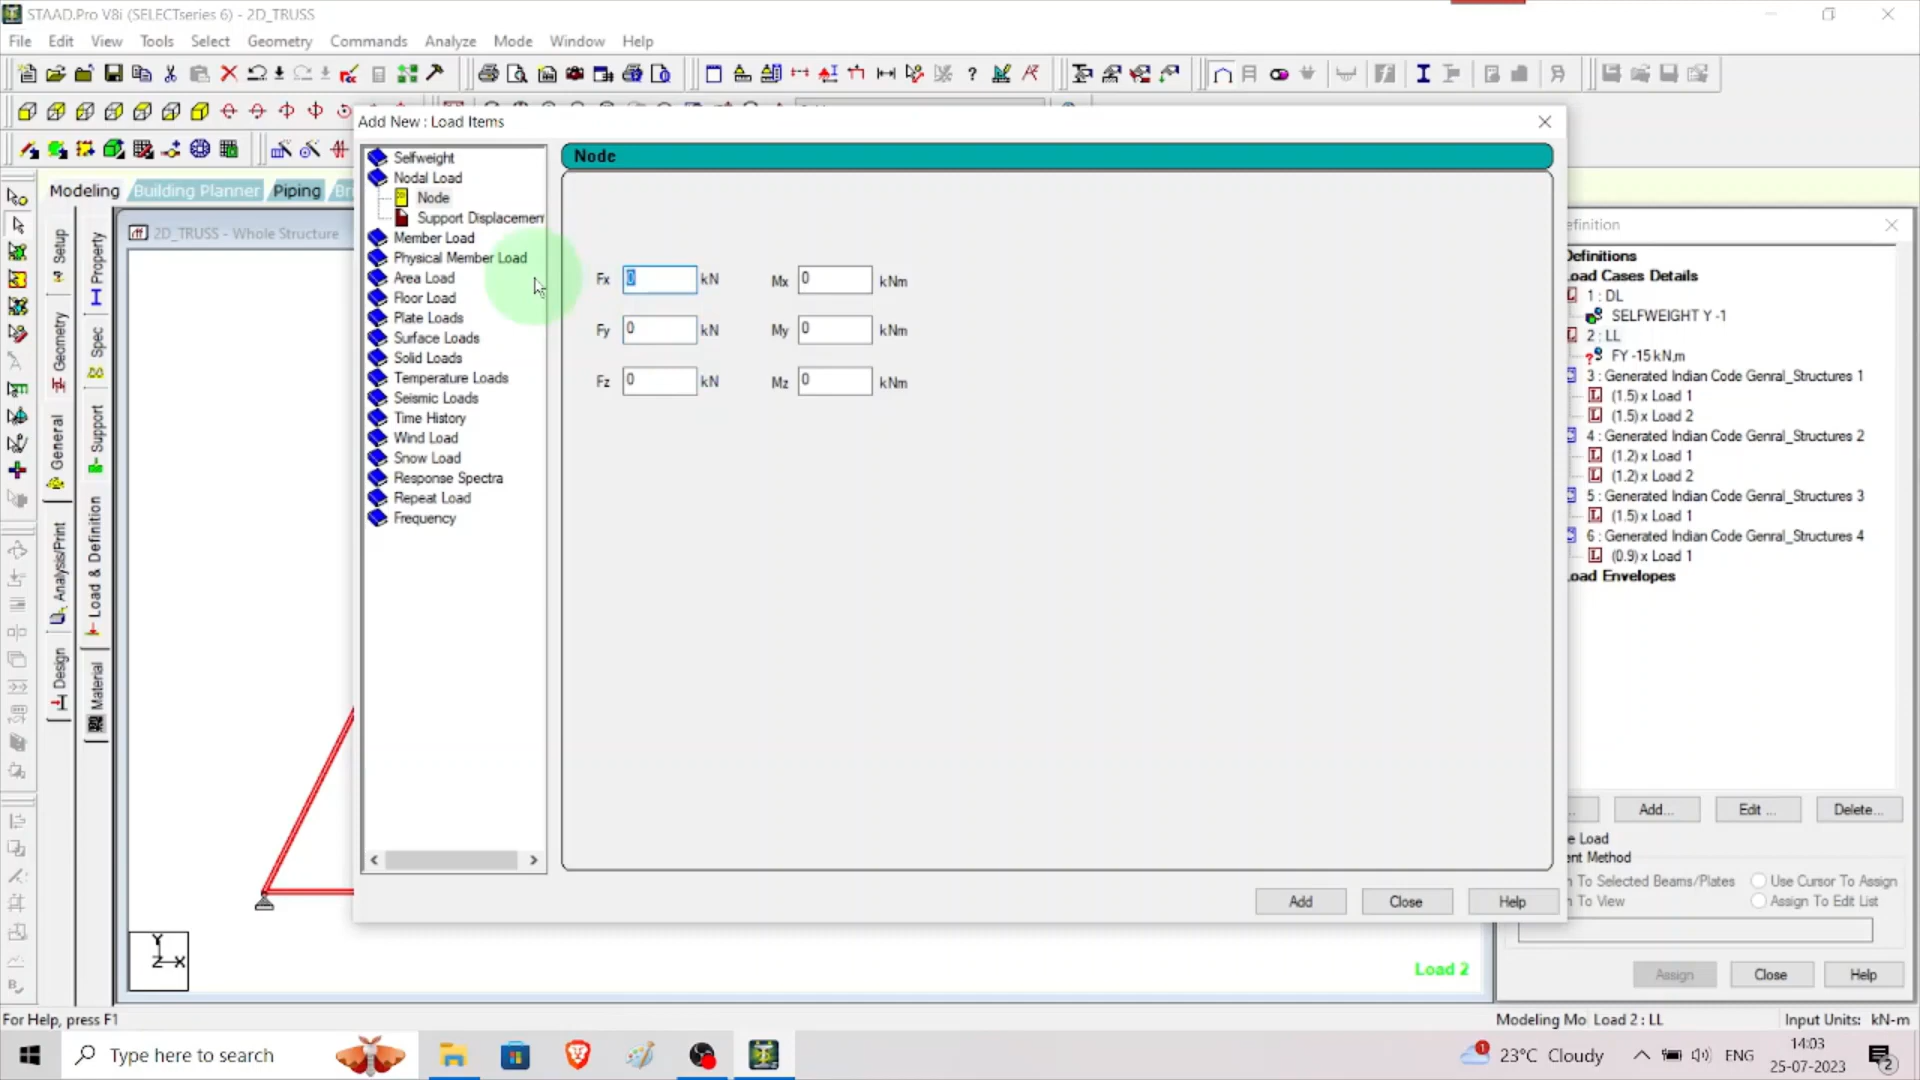 STAAD.Pro V8i (SELECTseries 6) - 2D_TRUSS
File Edit View Tools Select Geometry Commands Analyze Mode Window Help
Add New : Load Items
Modeling Building Planner Piping
2D_TRUSS - Whole Structure
Setup
Geometry
General
Analysis/Print
Design
Property
Spec
Support
Load & Definition
Material
Selfweight
Nodal Load
Node
Support Displacement
Member Load
Physical Member Load
Area Load
Floor Load
Plate Loads
Surface Loads
Solid Loads
Temperature Loads
Seismic Loads
Time History
Wind Load
Snow Load
Response Spectra
Repeat Load
Frequency
Node
Fx 0 kN Mx 0 kNm
Fy 0 kN My 0 kNm
Fz 0 kN Mz 0 kNm
Add Close Help
efinition
Definitions
oad Cases Details
1 : DL
SELFWEIGHT Y -1
2 : LL
FY -15 kN,m
3 : Generated Indian Code Genral_Structures 1
(1.5) x Load 1
(1.5) x Load 2
4 : Generated Indian Code Genral_Structures 2
(1.2) x Load 1
(1.2) x Load 2
5 : Generated Indian Code Genral_Structures 3
(1.5) x Load 1
6 : Generated Indian Code Genral_Structures 4
(0.9) x Load 1
oad Envelopes
Add... Edit ... Delete...
e Load
ent Method
To Selected Beams/Plates Use Cursor To Assign
To View Assign To Edit List
Assign Close Help
Y
Z X
Load 2
For Help, press F1
Modeling Mo Load 2 : LL Input Units: kN-m
Type here to search
1
23°C Cloudy
ENG
14:03
25-07-2023
2